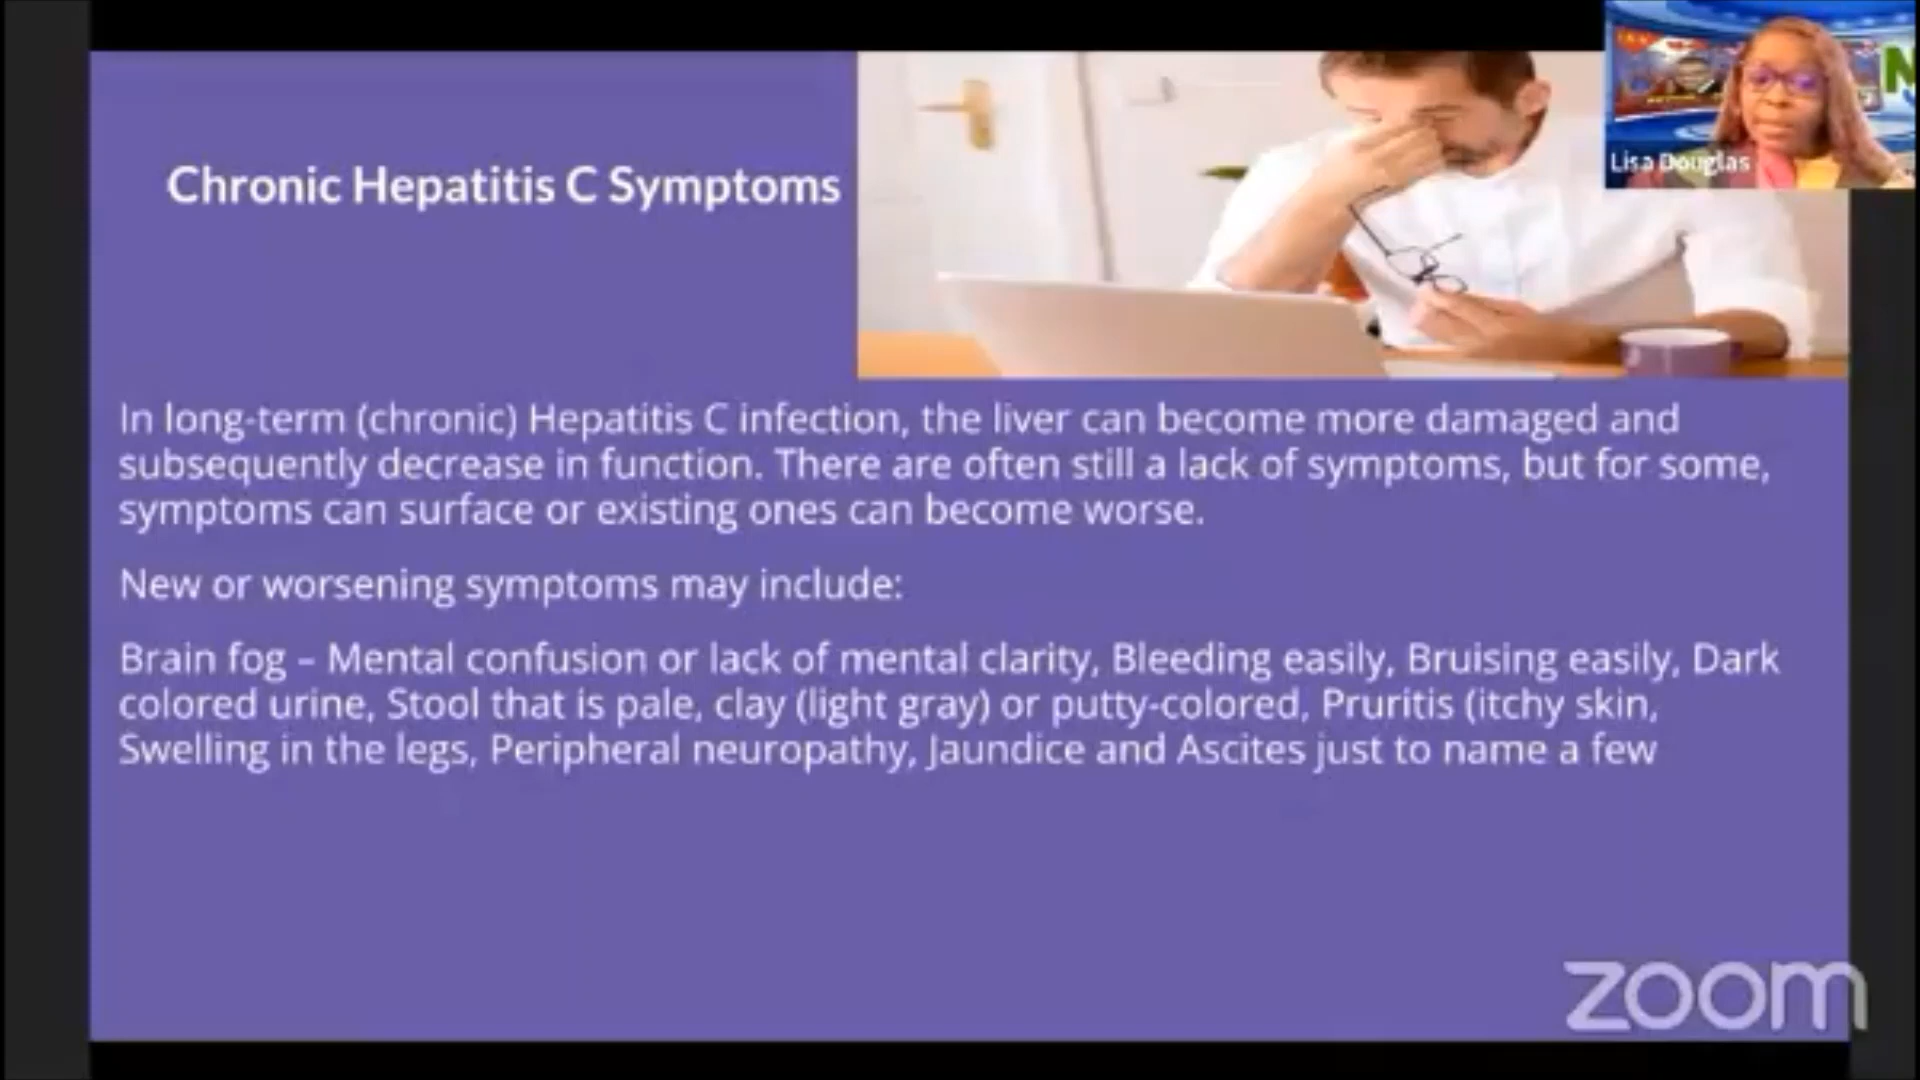 Lisa Douglas
Chronic Hepatitis C Symptoms
In long-term (chronic) Hepatitis C infection, the liver can become more damaged and
subsequently decrease in function. There are often still a lack of symptoms, but for some,
symptoms can surface or existing ones can become worse.
New or worsening symptoms may include:
Brain fog – Mental confusion or lack of mental clarity, Bleeding easily, Bruising easily, Dark
colored urine, Stool that is pale, clay (light gray) or putty-colored, Pruritis (itchy skin,
Swelling in the legs, Peripheral neuropathy, Jaundice and Ascites just to name a few
zoom